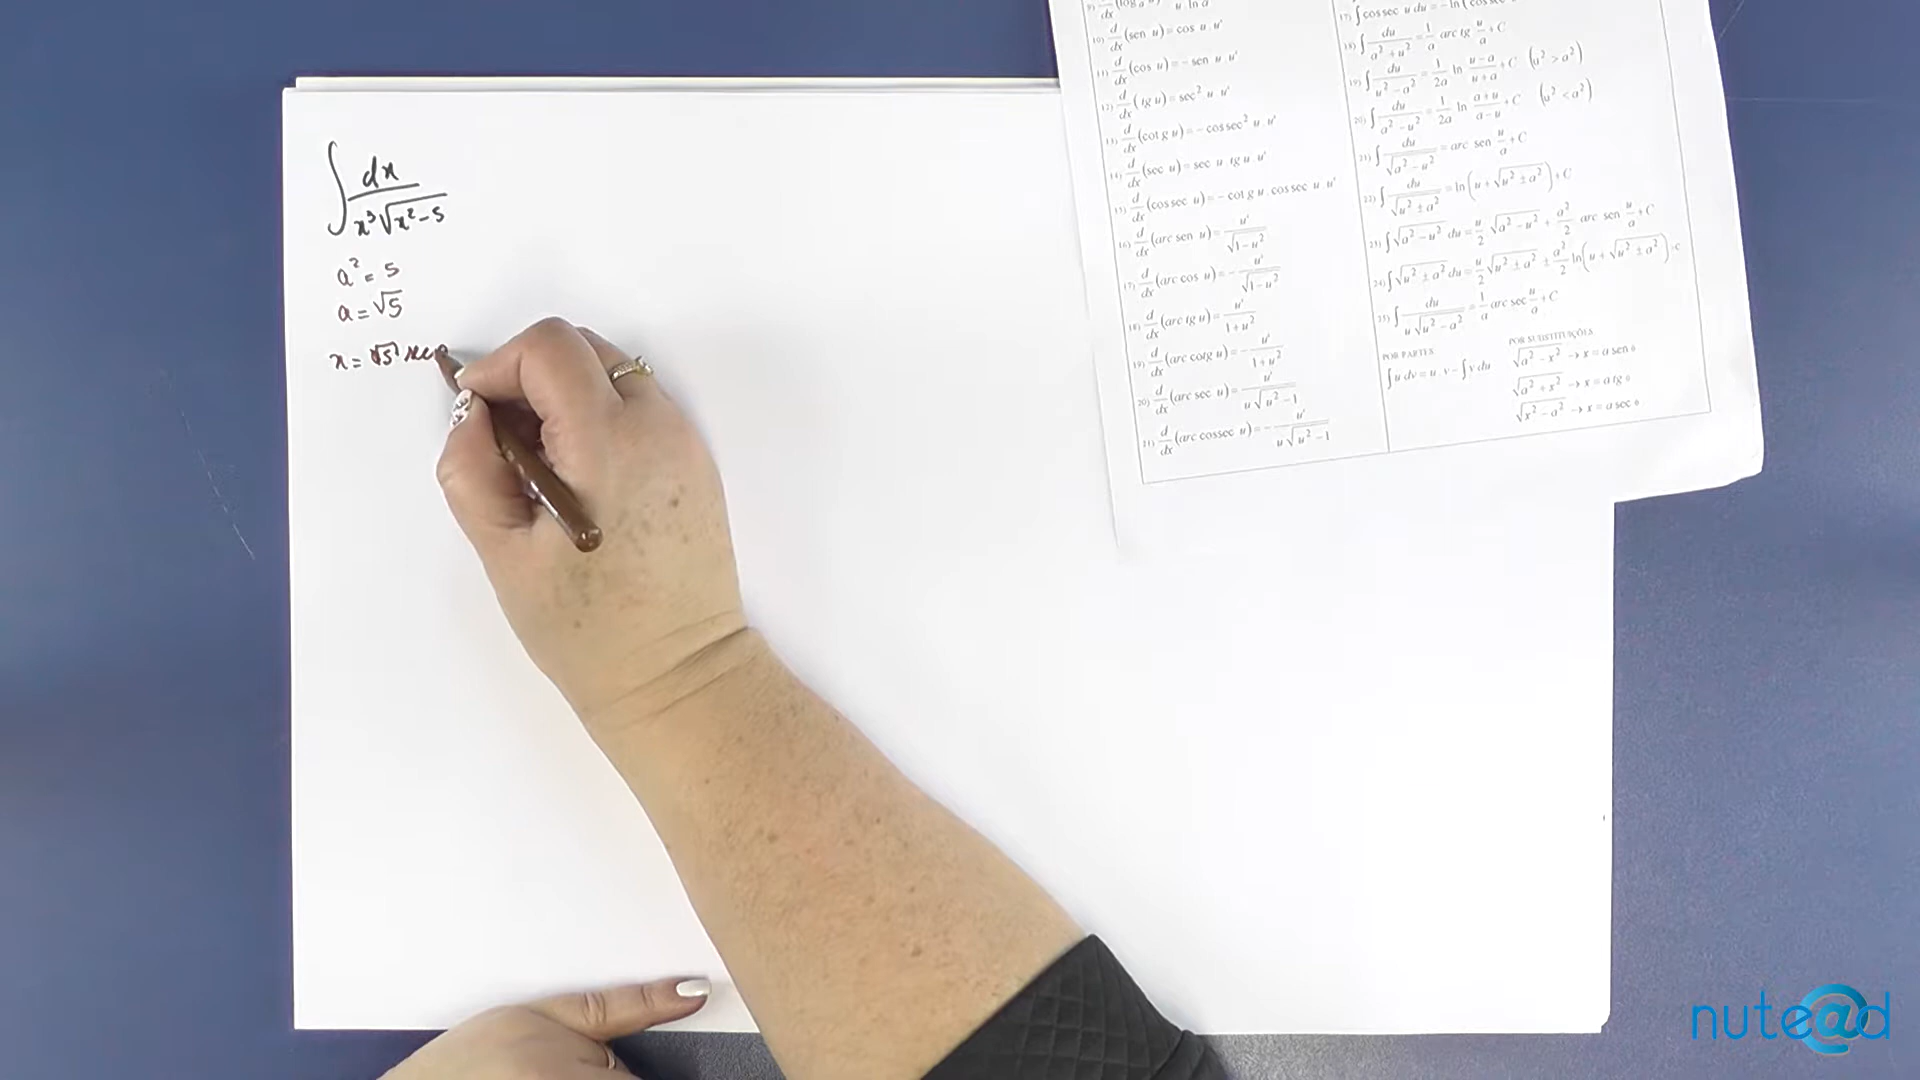 ∫ dx / x³√(x² - 5)
a² = 5
a = √5
x = √5 sec θ
dx u . ln a
10) d/dx (sen u) = cos u . u'
11) d/dx (cos u) = - sen u . u'
12) d/dx (tg u) = sec² u . u'
13) d/dx (cotg u) = - cossec² u . u'
14) d/dx (sec u) = sec u . tg u . u'
15) d/dx (cossec u) = - cotg u . cossec u . u'
16) d/dx (arc sen u) = u' / √(1 - u²)
17) d/dx (arc cos u) = - u' / √(1 - u²)
18) d/dx (arc tg u) = u' / (1 + u²)
19) d/dx (arc cotg u) = - u' / (1 + u²)
20) d/dx (arc sec u) = u' / u√(u² - 1)
21) d/dx (arc cossec u) = - u' / u√(u² - 1)
17) ∫ cossec u du = - ln
18) ∫ du / (a² + u²) = 1/a arc tg u/a + C
19) ∫ du / (u² - a²) = 1/2a ln (u - a)/(u + a) + C (u² > a²)
20) ∫ du / (a² - u²) = 1/2a ln (a + u)/(a - u) + C (u² < a²)
21) ∫ du / √(a² - u²) = arc sen u/a + C
22) ∫ du / √(u² ± a²) = ln (u + √(u² ± a²)) + C
23) ∫ √(a² - u²) du = u/2 √(a² - u²) + a²/2 arc sen u/a + C
24) ∫ √(u² ± a²) du = u/2 √(u² ± a²) ± a²/2 ln (u + √(u² ± a²)) + C
25) ∫ du / u√(u² - a²) = 1/a arc sec u/a + C
POR PARTES
∫ u dv = u . v - ∫ v du
POR SUBSTITUIÇÕES
√(a² - x²) → x = a sen θ
√(a² + x²) → x = a tg θ
√(x² - a²) → x = a sec θ
nute@d